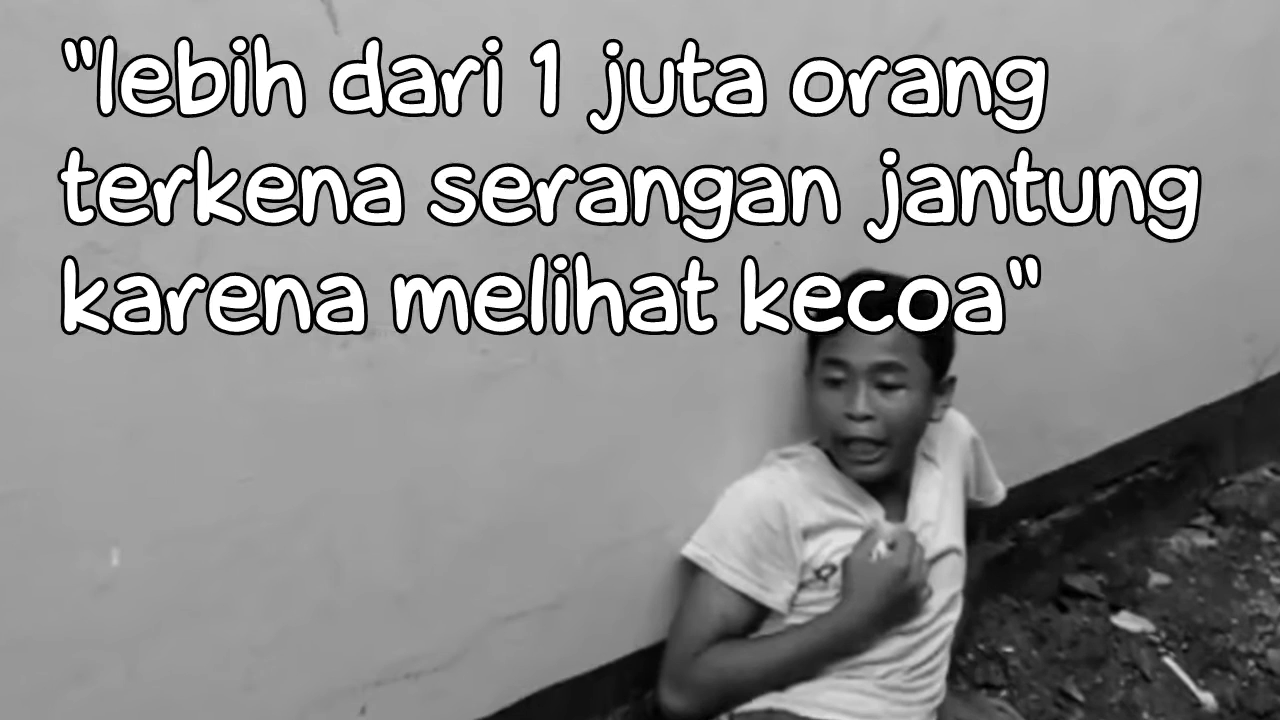 "lebih dari 1 juta orang
terkena serangan jantung
karena melihat kecoa"